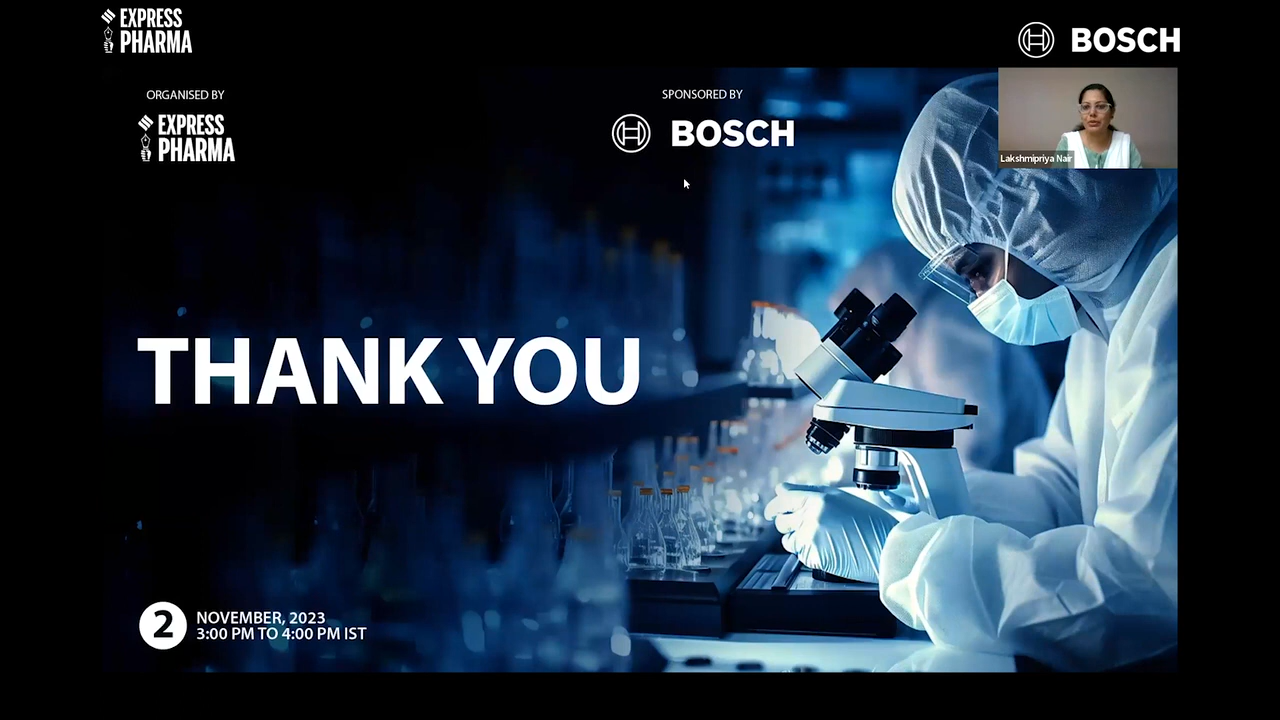 EXPRESS
PHARMA
BOSCH
ORGANISED BY
EXPRESS
PHARMA
SPONSORED BY
BOSCH
Lakshmipriya Nair
THANK YOU
2
NOVEMBER, 2023
3:00 PM TO 4:00 PM IST